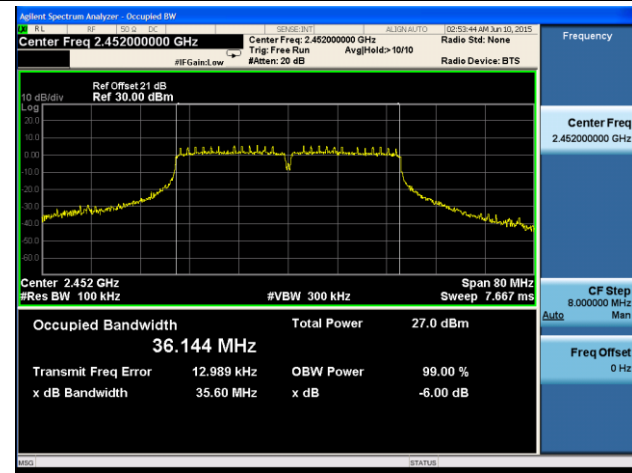 Agilent Spectrum Analyzer - Occupied BW
RL RF 50 Ω DC SENSE:INT ALIGN AUTO 02:53:44 AM Jun 10, 2015
Center Freq 2.452000000 GHz
Center Freq: 2.452000000 GHz
Radio Std: None
Trig: Free Run Avg|Hold:> 10/10
#IFGain:Low #Atten: 20 dB Radio Device: BTS
Ref Offset 21 dB
10 dB/div Ref 30.00 dBm
Log
20.0
10.0
0.00
-10.0
-20.0
-30.0
-40.0
-50.0
-60.0
Center 2.452 GHz Span 80 MHz
#Res BW 100 kHz #VBW 300 kHz Sweep 7.667 ms
Occupied Bandwidth Total Power 27.0 dBm
36.144 MHz
Transmit Freq Error 12.989 kHz OBW Power 99.00 %
x dB Bandwidth 35.60 MHz x dB -6.00 dB
MSG STATUS
Frequency
Center Freq
2.452000000 GHz
CF Step
8.000000 MHz
Auto Man
Freq Offset
0 Hz